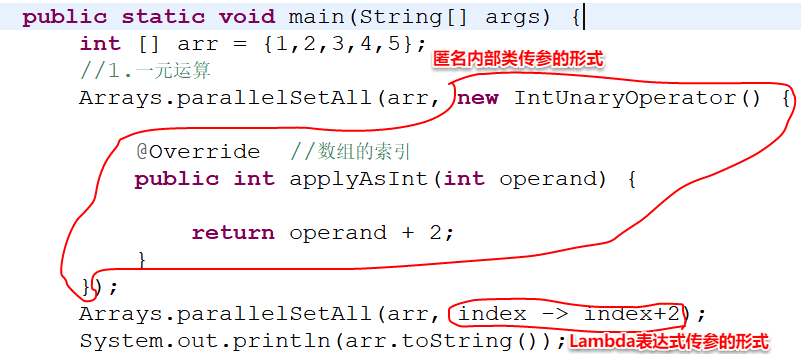 public static void main(String[] args) {
int [] arr = {1,2,3,4,5};
//1.一元运算
匿名内部类传参的形式
Arrays.parallelSetAll(arr, new IntUnaryOperator() {
@Override //数组的索引
public int applyAsInt(int operand) {
return operand + 2;
}
});
Arrays.parallelSetAll(arr, index -> index+2);
System.out.println(arr.toString());
Lambda表达式传参的形式